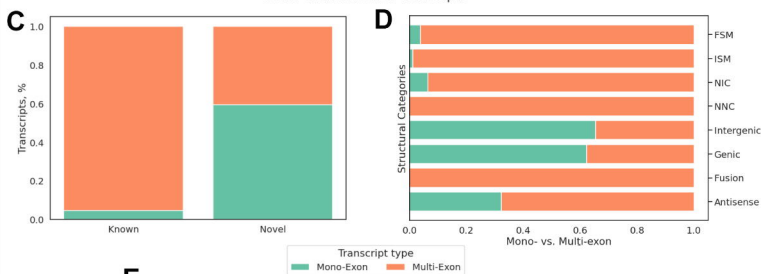 C
1.0
0.8
0.6
0.4
0.2
0.0
Transcripts, %
Known Novel
D
Structural Categories
FSM
ISM
NIC
NNC
Intergenic
Genic
Fusion
Antisense
0.0 0.2 0.4 0.6 0.8 1.0
Mono- vs. Multi-exon
Transcript type
Mono-Exon Multi-Exon